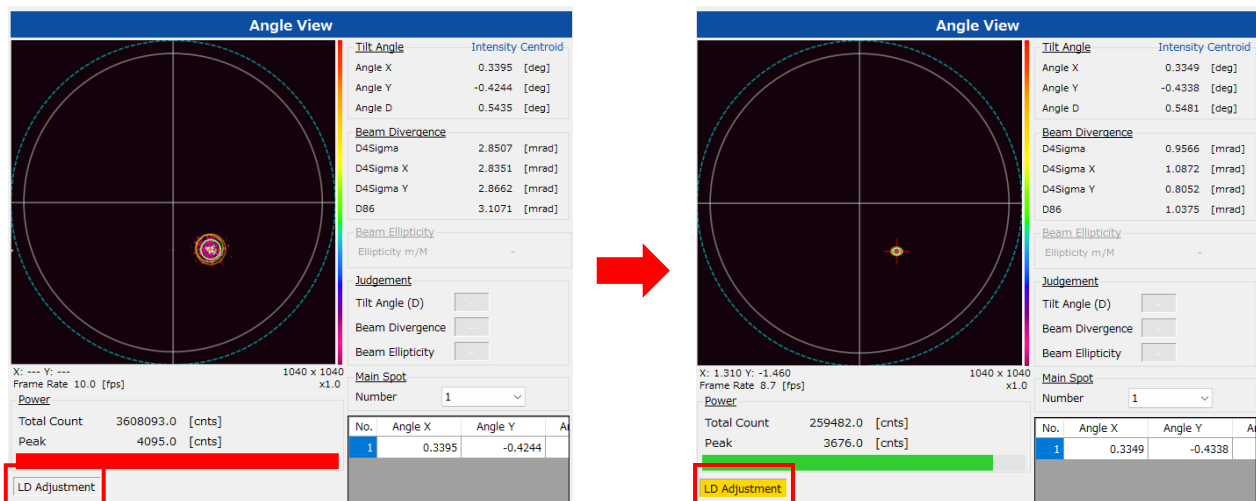 Angle View
Tilt Angle Intensity Centroid
Angle X 0.3395 [deg]
Angle Y -0.4244 [deg]
Angle D 0.5435 [deg]
Beam Divergence
D4Sigma 2.8507 [mrad]
D4Sigma X 2.8351 [mrad]
D4Sigma Y 2.8662 [mrad]
D86 3.1071 [mrad]
Beam Ellipticity
Ellipticity m/M -
Judgement
Tilt Angle (D) -
Beam Divergence -
Beam Ellipticity -
X: --- Y: --- 1040 x 1040
Frame Rate 10.0 [fps] x1.0
Power
Total Count 3608093.0 [cnts]
Peak 4095.0 [cnts]
LD Adjustment
Main Spot
Number 1
No. Angle X Angle Y
1 0.3395 -0.4244
Angle View
Tilt Angle Intensity Centroid
Angle X 0.3349 [deg]
Angle Y -0.4338 [deg]
Angle D 0.5481 [deg]
Beam Divergence
D4Sigma 0.9566 [mrad]
D4Sigma X 1.0872 [mrad]
D4Sigma Y 0.8052 [mrad]
D86 1.0375 [mrad]
Beam Ellipticity
Ellipticity m/M -
Judgement
Tilt Angle (D) -
Beam Divergence -
Beam Ellipticity -
X: 1.310 Y: -1.460 1040 x 1040
Frame Rate 8.7 [fps] x1.0
Power
Total Count 259482.0 [cnts]
Peak 3676.0 [cnts]
LD Adjustment
Main Spot
Number 1
No. Angle X Angle Y
1 0.3349 -0.4338